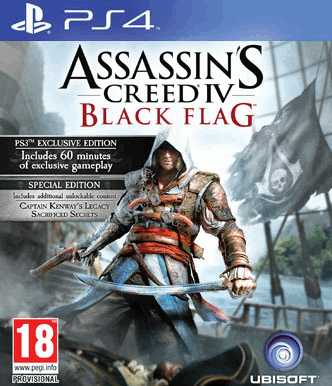 PS4
ASSASSIN'S
CREED IV
BLACK FLAG™
PS3™ EXCLUSIVE EDITION
Includes 60 minutes
of exclusive gameplay
SPECIAL EDITION
Includes additional unlockable content
CAPTAIN KENWAY'S LEGACY
SACRIFICED SECRETS
18
www.pegi.info
PROVISIONAL
UBISOFT